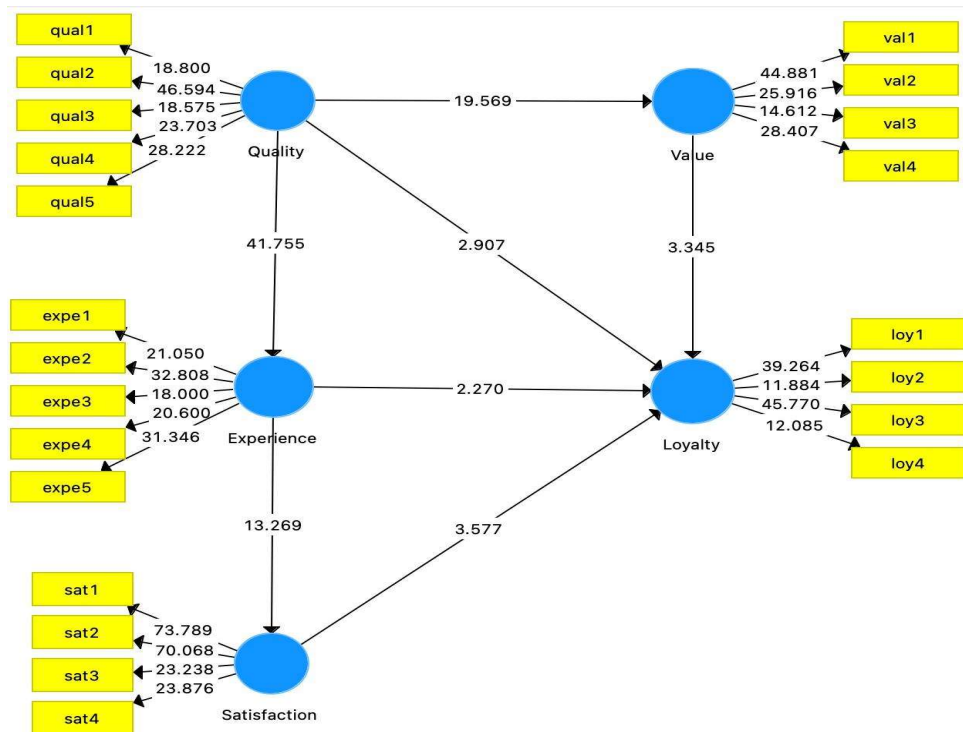 qual1
qual2
qual3
qual4
qual5
18.800
46.594
18.575
23.703
28.222
Quality
19.569
Value
val1
val2
val3
val4
44.881
25.916
14.612
28.407
41.755
2.907
3.345
expe1
expe2
expe3
expe4
expe5
21.050
32.808
18.000
20.600
31.346
Experience
2.270
Loyalty
loy1
loy2
loy3
loy4
39.264
11.884
45.770
12.085
13.269
3.577
sat1
sat2
sat3
sat4
73.789
70.068
23.238
23.876
Satisfaction